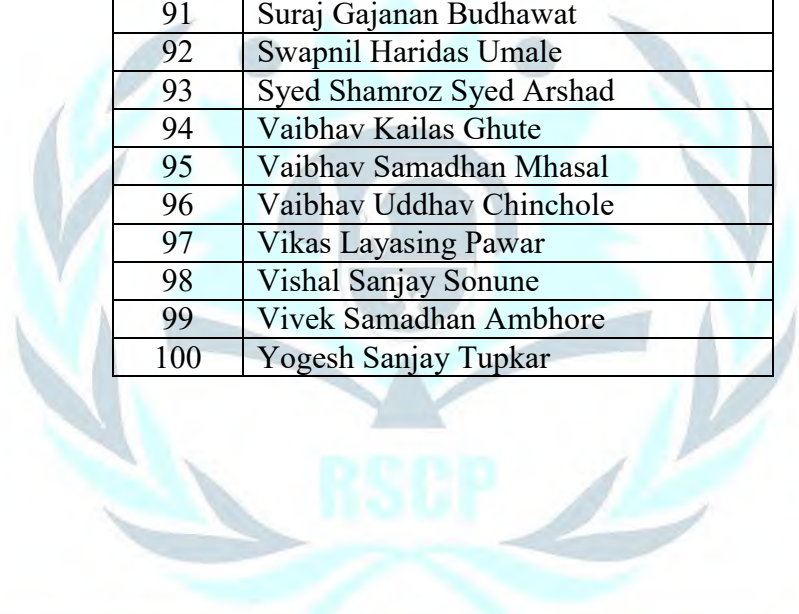 91 Suraj Gajanan Budhawat
92 Swapnil Haridas Umale
93 Syed Shamroz Syed Arshad
94 Vaibhav Kailas Ghute
95 Vaibhav Samadhan Mhasal
96 Vaibhav Uddhav Chinchole
97 Vikas Layasing Pawar
98 Vishal Sanjay Sonune
99 Vivek Samadhan Ambhore
100 Yogesh Sanjay Tupkar
RSCP